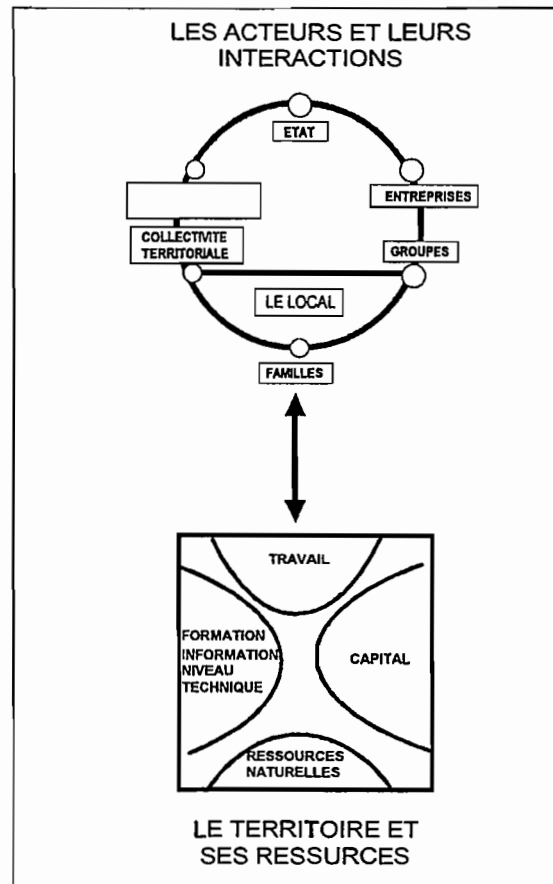 LES ACTEURS ET LEURS
INTERACTIONS
ETAT
ENTREPRISES
COLLECTIVITE
TERRITORIALE
GROUPES
LE LOCAL
FAMILLES
TRAVAIL
FORMATION
INFORMATION
NIVEAU
TECHNIQUE
CAPITAL
RESSOURCES
NATURELLES
LE TERRITOIRE ET
SES RESSURCES